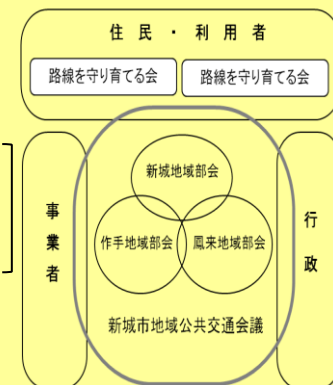 住民・利用者
路線を守り育てる会
路線を守り育てる会
事業者
新城地域部会
作手地域部会
鳳来地域部会
新城市地域公共交通会議
行政